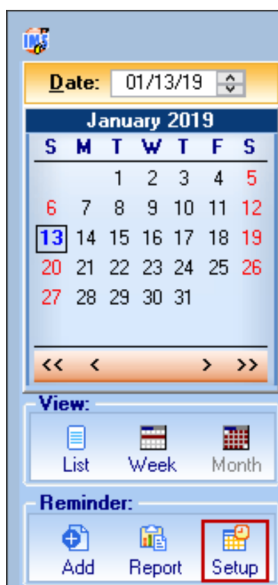 IMS
Date: 01/13/19
January 2019
S M T W T F S
1 2 3 4 5
6 7 8 9 10 11 12
13 14 15 16 17 18 19
20 21 22 23 24 25 26
27 28 29 30 31
<< < > >>
View:
List Week Month
Reminder:
Add Report Setup